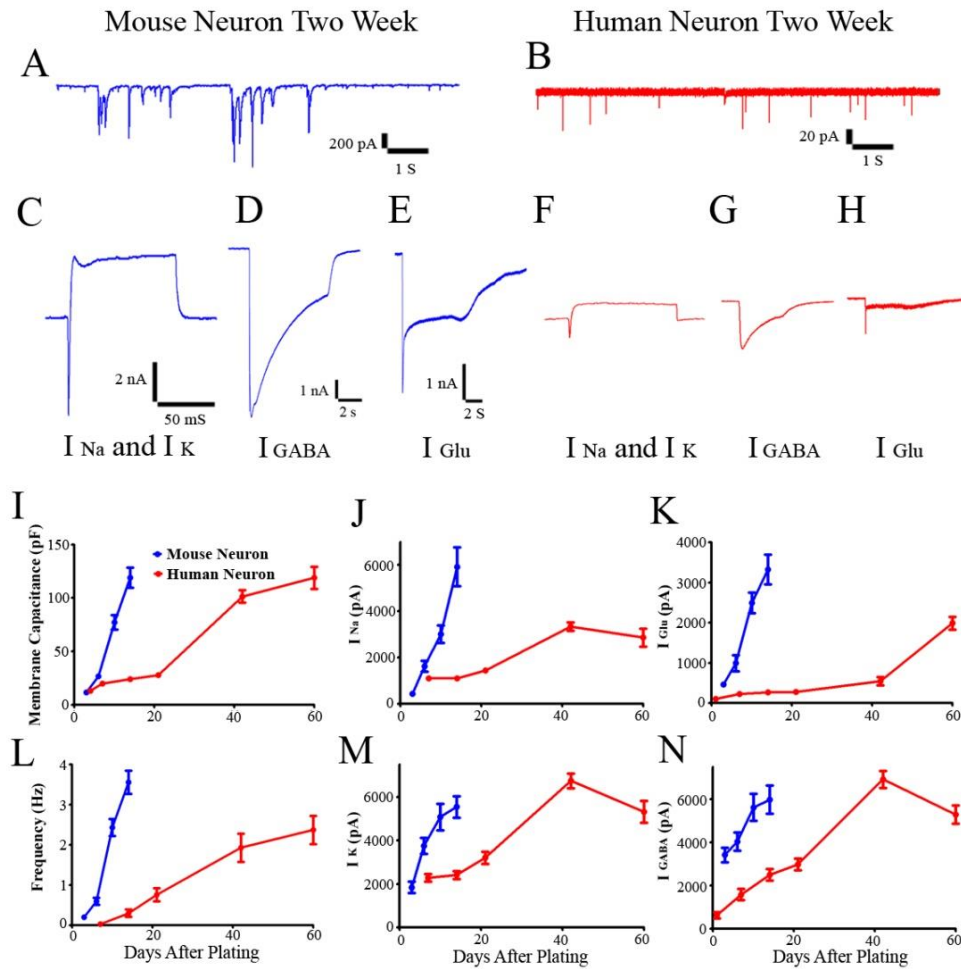 Mouse Neuron Two Week
Human Neuron Two Week
A
B
200 pA
1 S
20 pA
1 S
C
D
E
F
G
H
2 nA
50 mS
1 nA
2 s
1 nA
2 S
I Na and I K
I GABA
I Glu
I Na and I K
I GABA
I Glu
I
Membrane Capacitance (pF)
150
100
50
0
0
20
40
60
Mouse Neuron
Human Neuron
J
I Na (pA)
6000
4000
2000
0
0
20
40
60
K
I Glu (pA)
4000
3000
2000
1000
0
0
20
40
60
L
Frequency (Hz)
4
3
2
1
0
0
20
40
60
Days After Plating
M
I K (pA)
6000
4000
2000
0
0
20
40
60
Days After Plating
N
I GABA (pA)
6000
4000
2000
0
0
20
40
60
Days After Plating